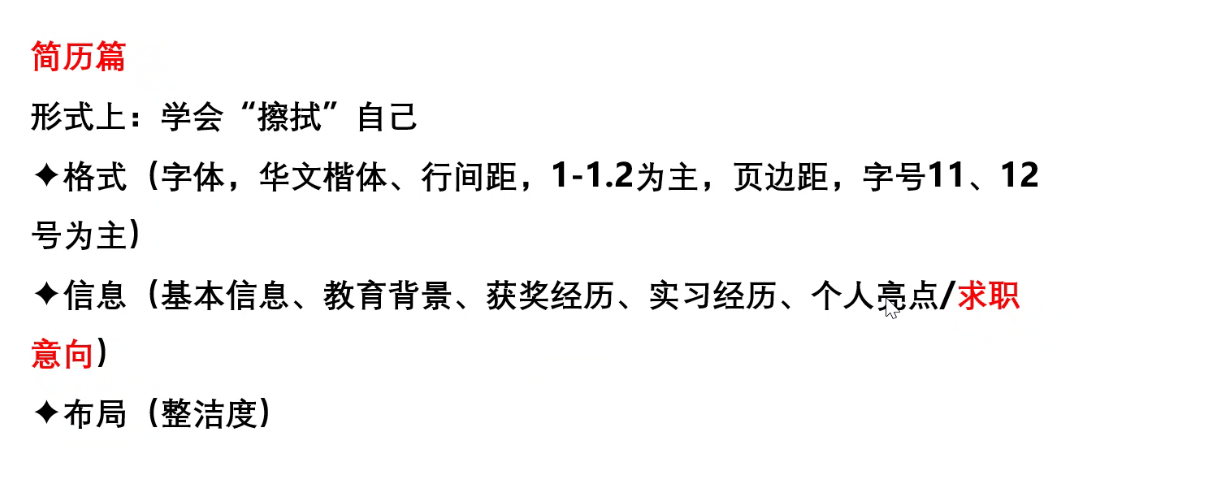 简历篇
形式上：学会“擦拭”自己
✦格式（字体，华文楷体、行间距，1-1.2为主，页边距，字号11、12
号为主）
✦信息（基本信息、教育背景、获奖经历、实习经历、个人亮点/求职
意向）
✦布局（整洁度）